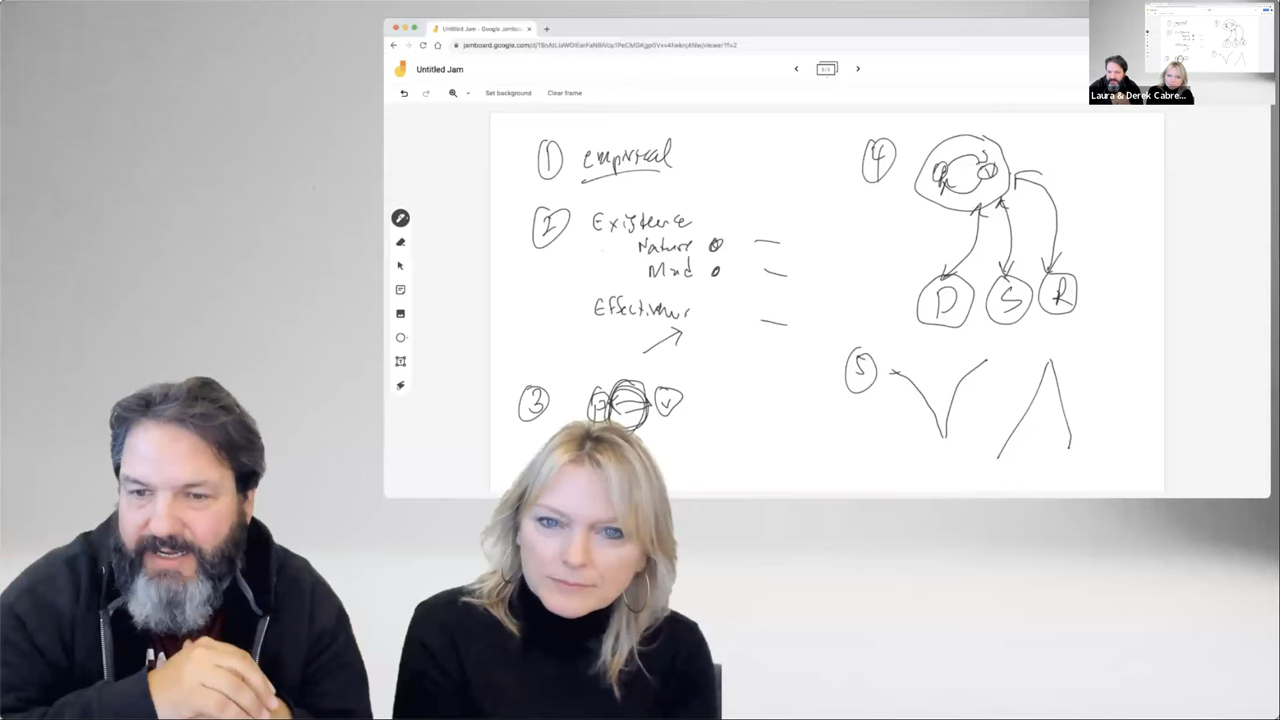 Untitled Jam - Google Jamboard
Untitled Jam
Set background
Clear frame
Laura & Derek Cabre...
① empirical
② Existence
Nature
Mind
Effectiveness
③
④
D S R
⑤